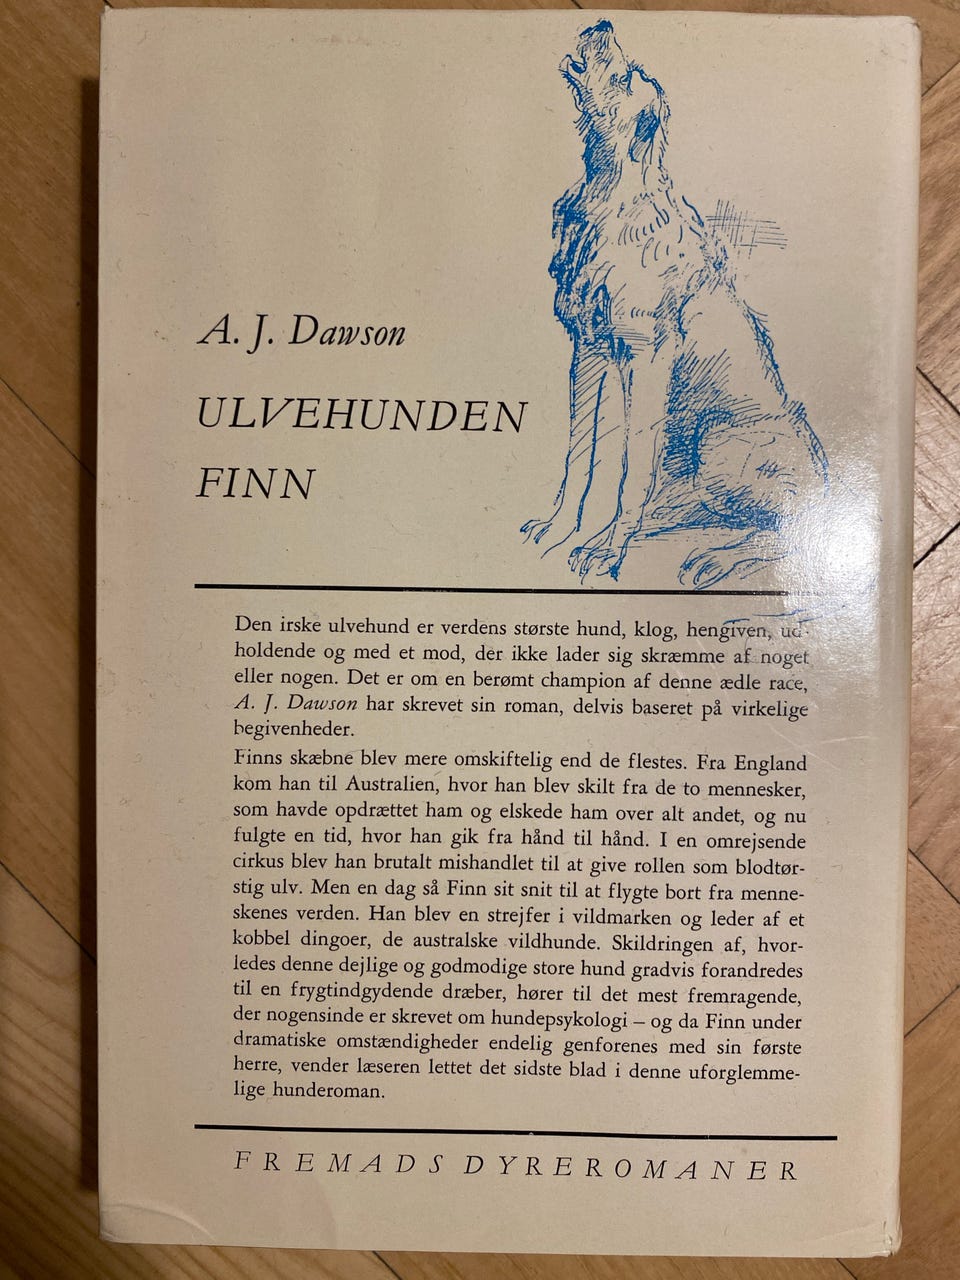 A. J. Dawson
ULVEHUNDEN
FINN
Den irske ulvehund er verdens største hund, klog, hengiven, ud-
holdende og med et mod, der ikke lader sig skræmme af noget
eller nogen. Det er om en berømt champion af denne ædle race,
A. J. Dawson har skrevet sin roman, delvis baseret på virkelige
begivenheder.
Finns skæbne blev mere omskiftelig end de flestes. Fra England
kom han til Australien, hvor han blev skilt fra de to mennesker,
som havde opdrættet ham og elskede ham over alt andet, og nu
fulgte en tid, hvor han gik fra hånd til hånd. I en omrejsende
cirkus blev han brutalt mishandlet til at give rollen som blodtør-
stig ulv. Men en dag så Finn sit snit til at flygte bort fra menne-
skenes verden. Han blev en strejfer i vildmarken og leder af et
kobbel dingoer, de australske vildhunde. Skildringen af, hvor-
ledes denne dejlige og godmodige store hund gradvis forandredes
til en frygtindgydende dræber, hører til det mest fremragende,
der nogensinde er skrevet om hundepsykologi – og da Finn under
dramatiske omstændigheder endelig genforenes med sin første
herre, vender læseren lettet det sidste blad i denne uforglemme-
lige hunderoman.
FREMADS DYREROMANER